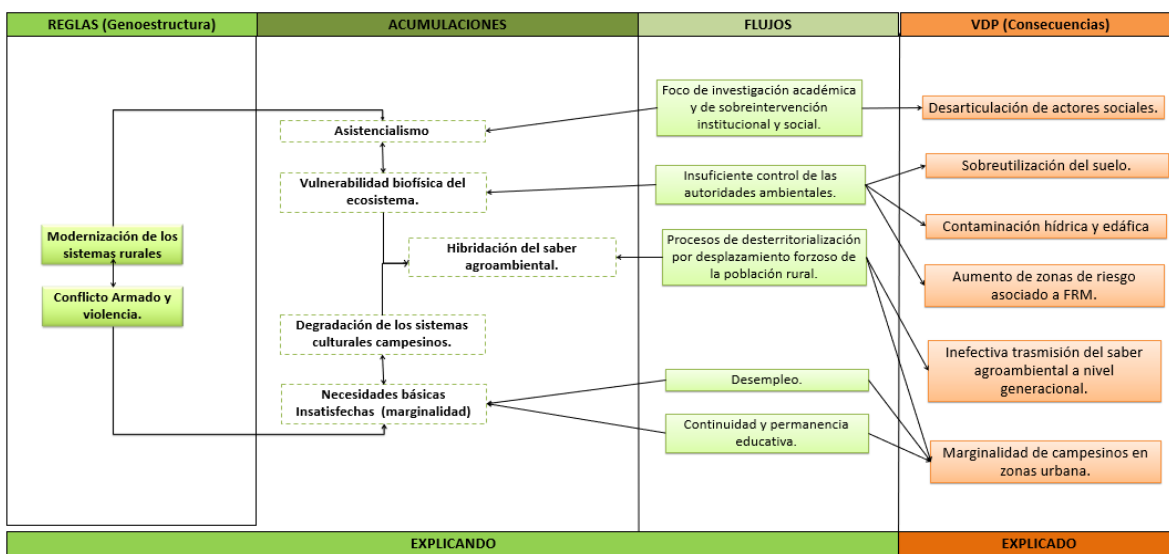 REGLAS (Genoestructura)
ACUMULACIONES
FLUJOS
VDP (Consecuencias)
Modernización de los
sistemas rurales
Conflicto Armado y
violencia.
Asistencialismo
Vulnerabilidad biofísica del
ecosistema.
Hibridación del saber
agroambiental.
Degradación de los sistemas
culturales campesinos.
Necesidades básicas
Insatisfechas (marginalidad)
Foco de investigación académica
y de sobreintervención
institucional y social.
Insuficiente control de las
autoridades ambientales.
Procesos de desterritorialización
por desplazamiento forzoso de
la población rural.
Desempleo.
Continuidad y permanencia
educativa.
Desarticulación de actores sociales.
Sobreutilización del suelo.
Contaminación hídrica y edáfica
Aumento de zonas de riesgo
asociado a FRM.
Inefectiva trasmisión del saber
agroambiental a nivel
generacional.
Marginalidad de campesinos en
zonas urbana.
EXPLICANDO
EXPLICADO